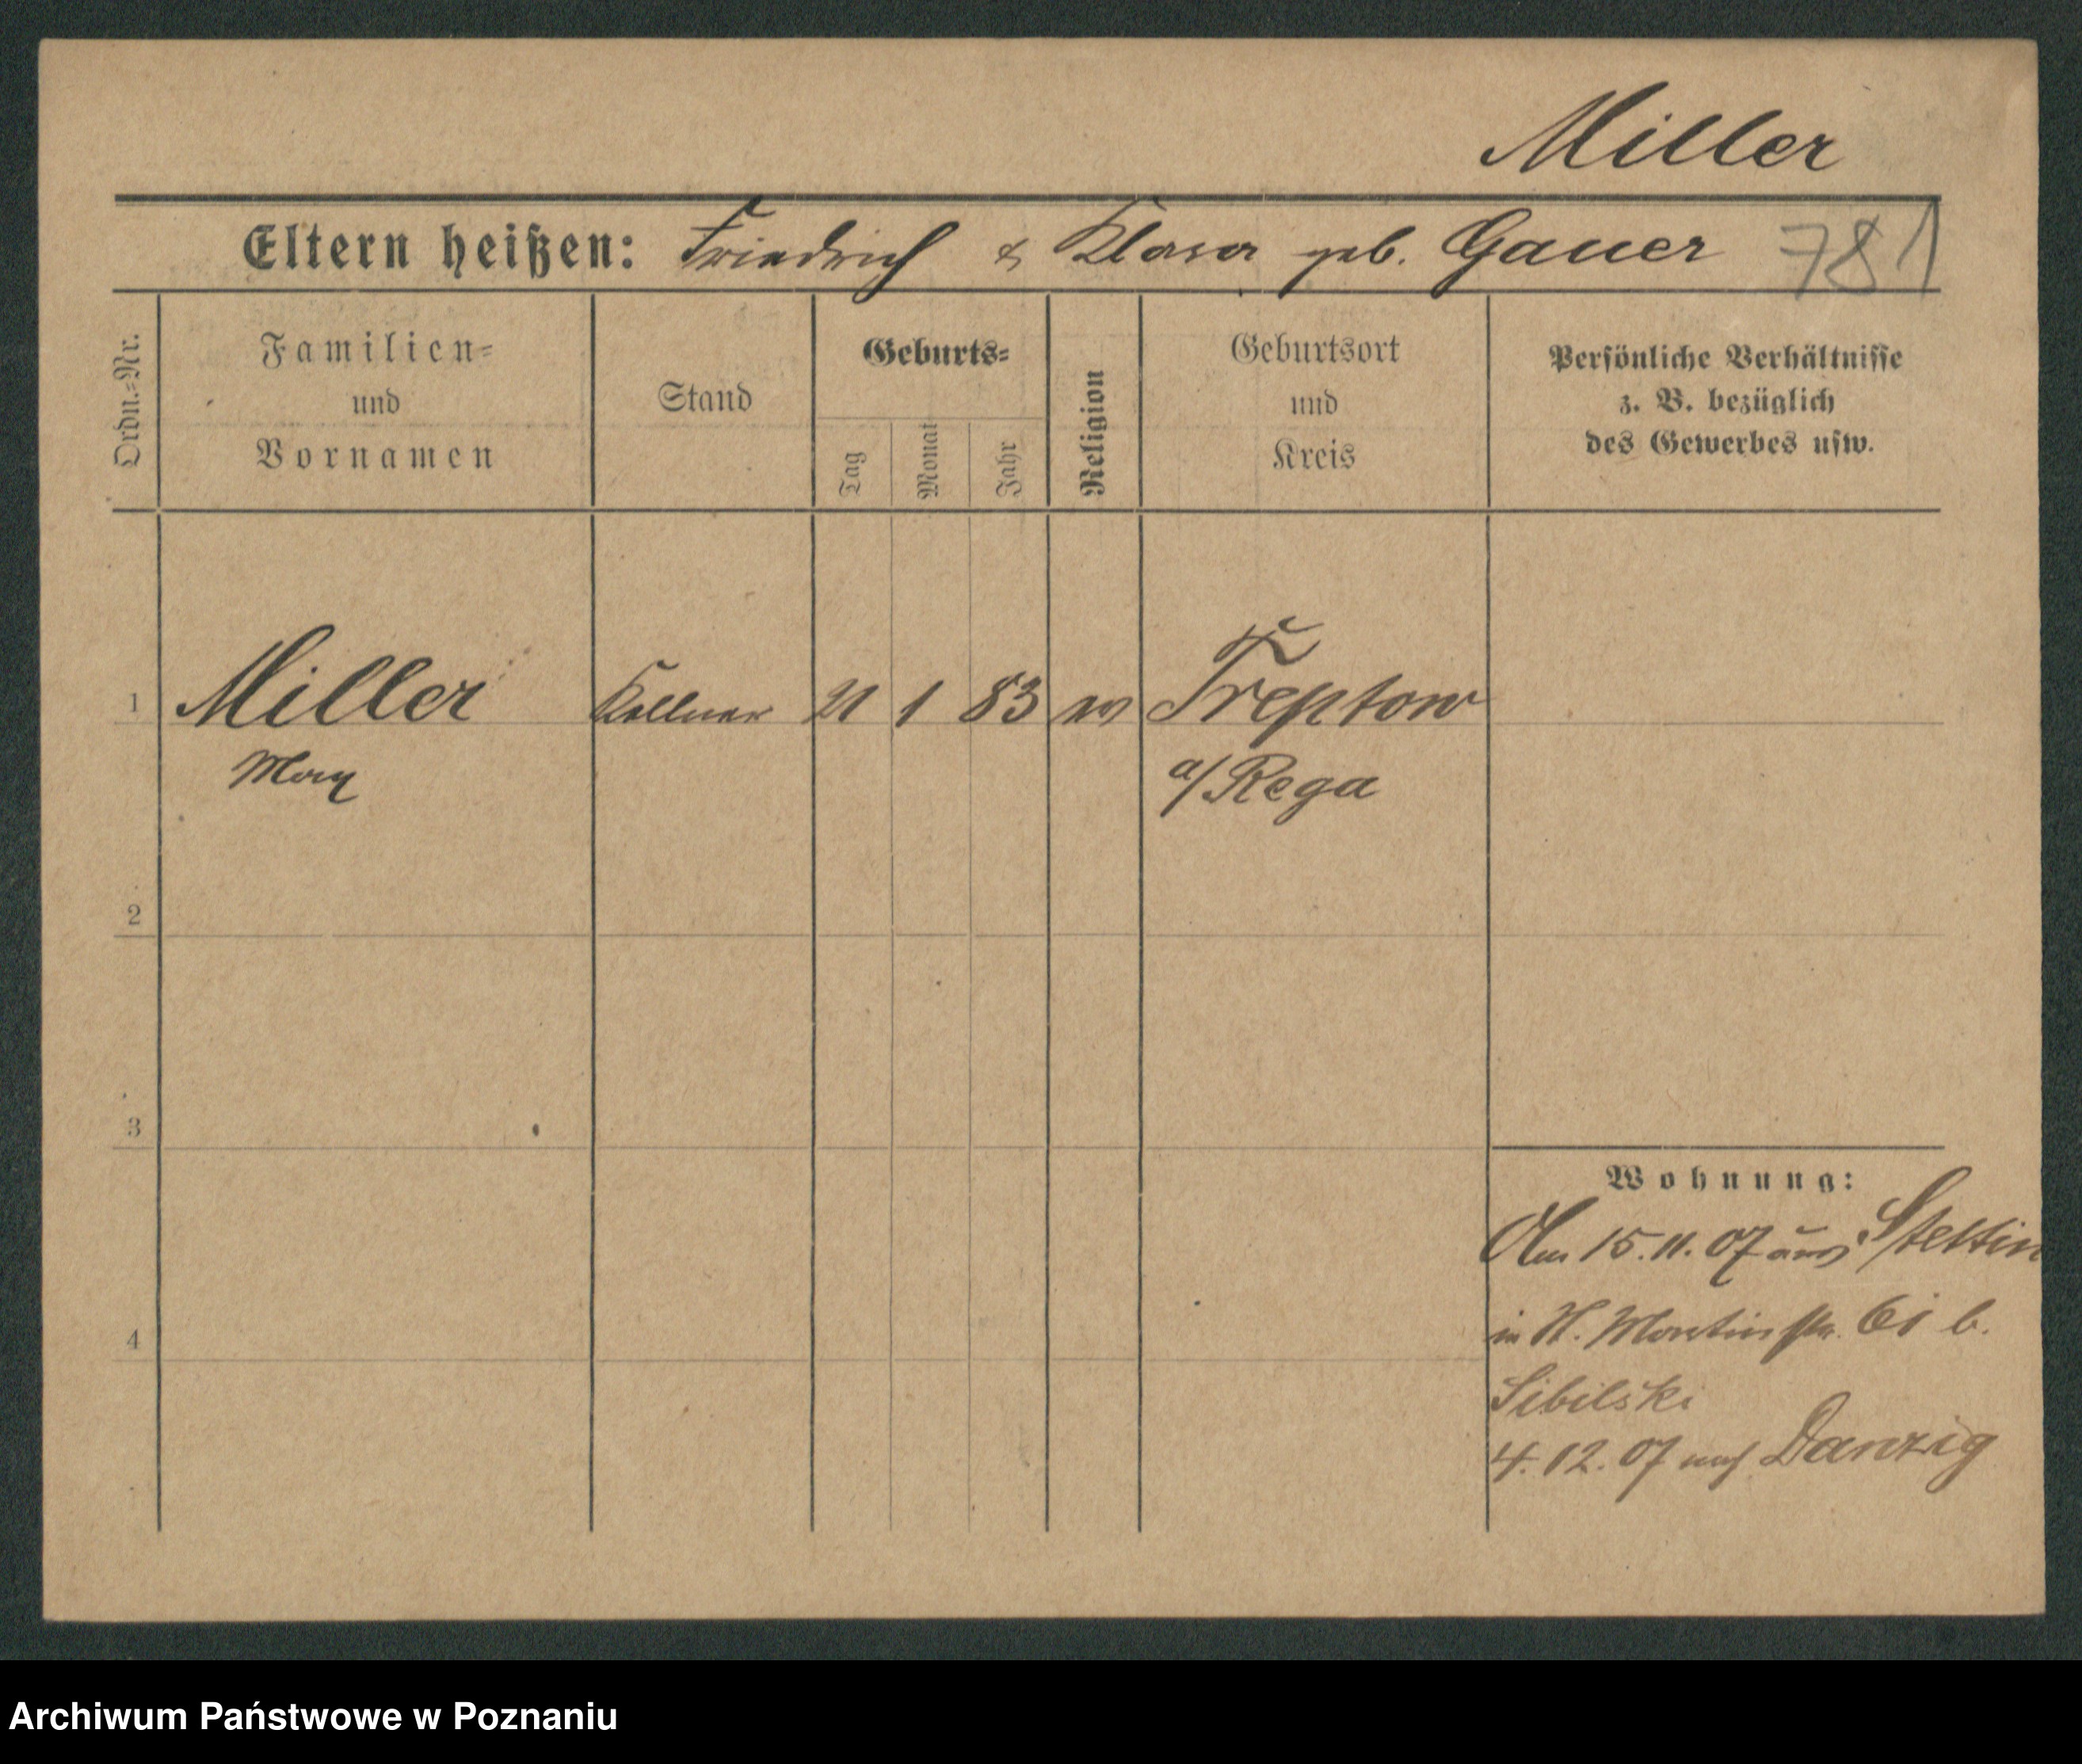 Miller
Eltern heißen: Friedrich & Klara geb. Gauer 781
Ordn.=Nr.
Familien=
und
Vornamen
Stand
Geburts=
Tag
Monat
Jahr
Religion
Geburtsort
und
Kreis
Persönliche Verhältnisse
z. B. bezüglich
des Gewerbes usw.
1 Miller Kellner 21 1 83 Treptow
Max a/Rega
2
3
Wohnung:
Am 15.11.07 aus Stettin
in St. Martinstr. 61 b.
4
Sibilski
4.12.07 nach Danzig
Archiwum Państwowe w Poznaniu